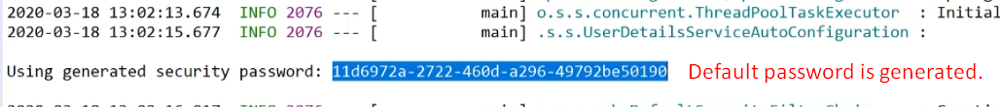 2020-03-18 13:02:13.674  INFO 2076 --- [           main] o.s.s.concurrent.ThreadPoolTaskExecutor  : Initial
2020-03-18 13:02:15.677  INFO 2076 --- [           main] .s.s.UserDetailsServiceAutoConfiguration :
Using generated security password: 11d6972a-2722-460d-a296-49792be50190 Default password is generated.